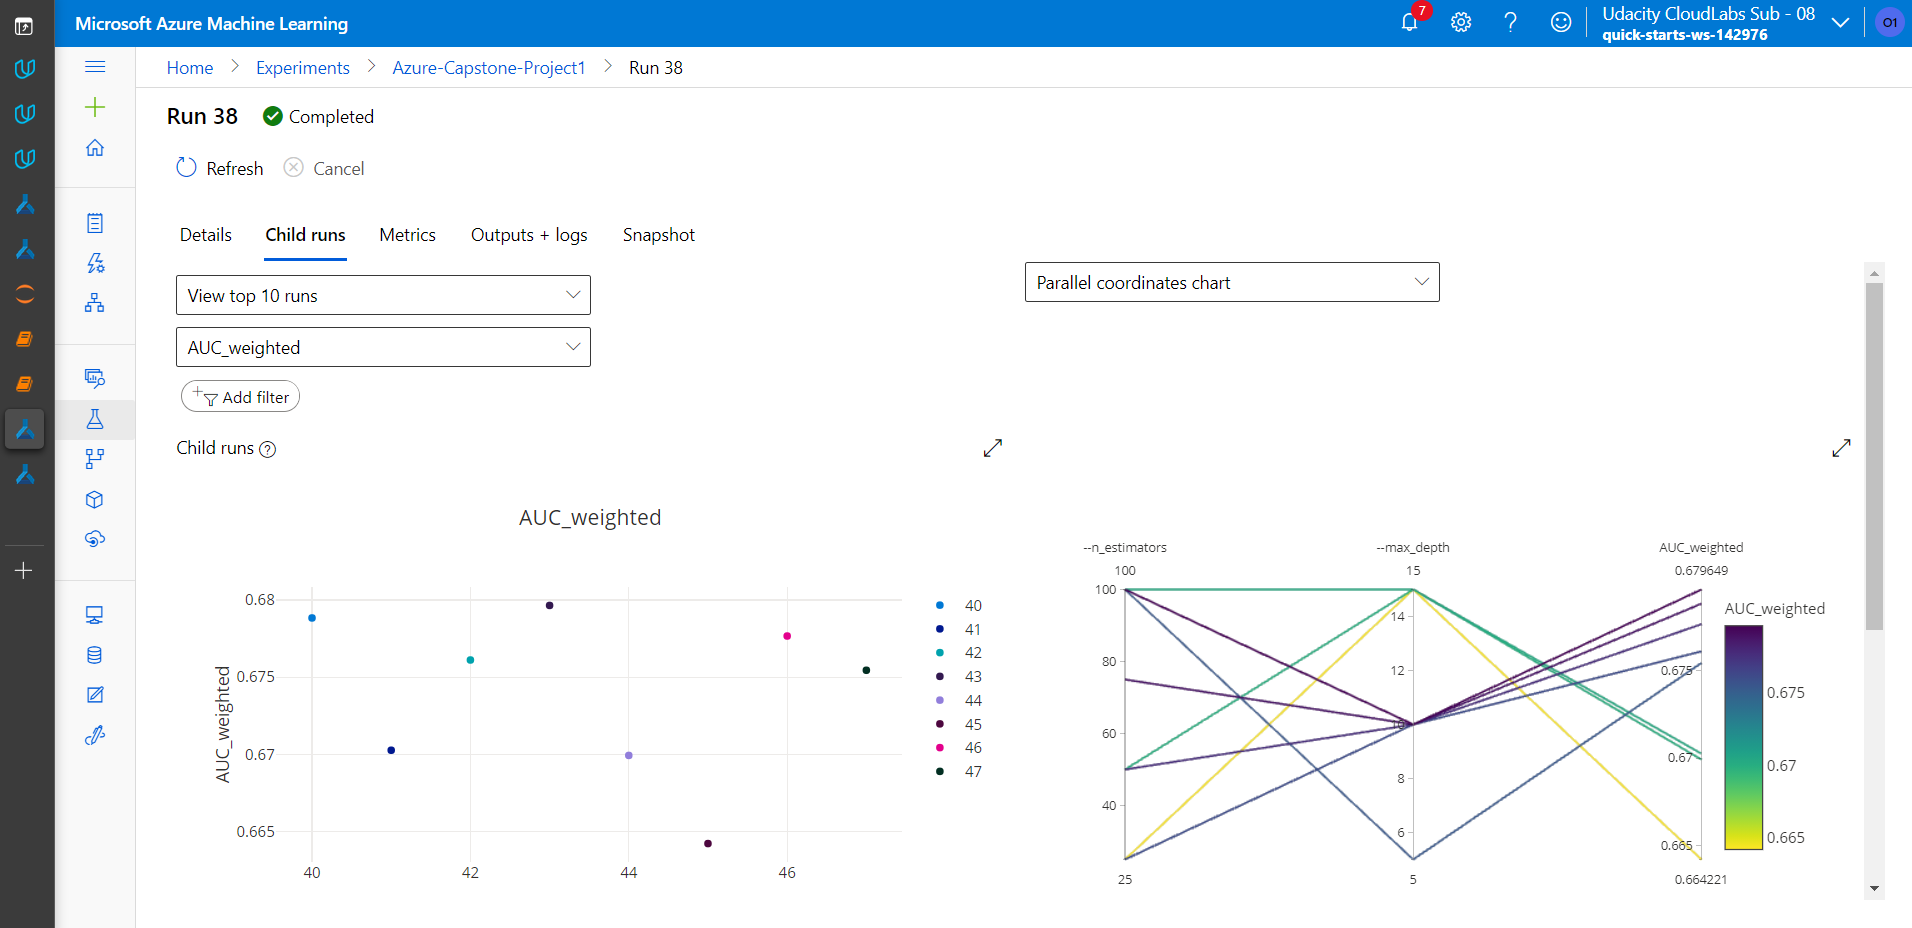 Microsoft Azure Machine Learning
7
Udacity CloudLabs Sub - 08
quick-starts-ws-142976
O1
Home > Experiments > Azure-Capstone-Project1 > Run 38
Run 38 Completed
Refresh Cancel
Details Child runs Metrics Outputs + logs Snapshot
View top 10 runs
Parallel coordinates chart
AUC_weighted
Add filter
Child runs
AUC_weighted
AUC_weighted
0.68
0.675
0.67
0.665
40 42 44 46
40
41
42
43
44
45
46
47
--n_estimators --max_depth AUC_weighted
100 15 0.679649
100
80
60
40
25
14
12
10
8
6
5
0.675
0.67
0.665
0.664221
AUC_weighted
0.675
0.67
0.665